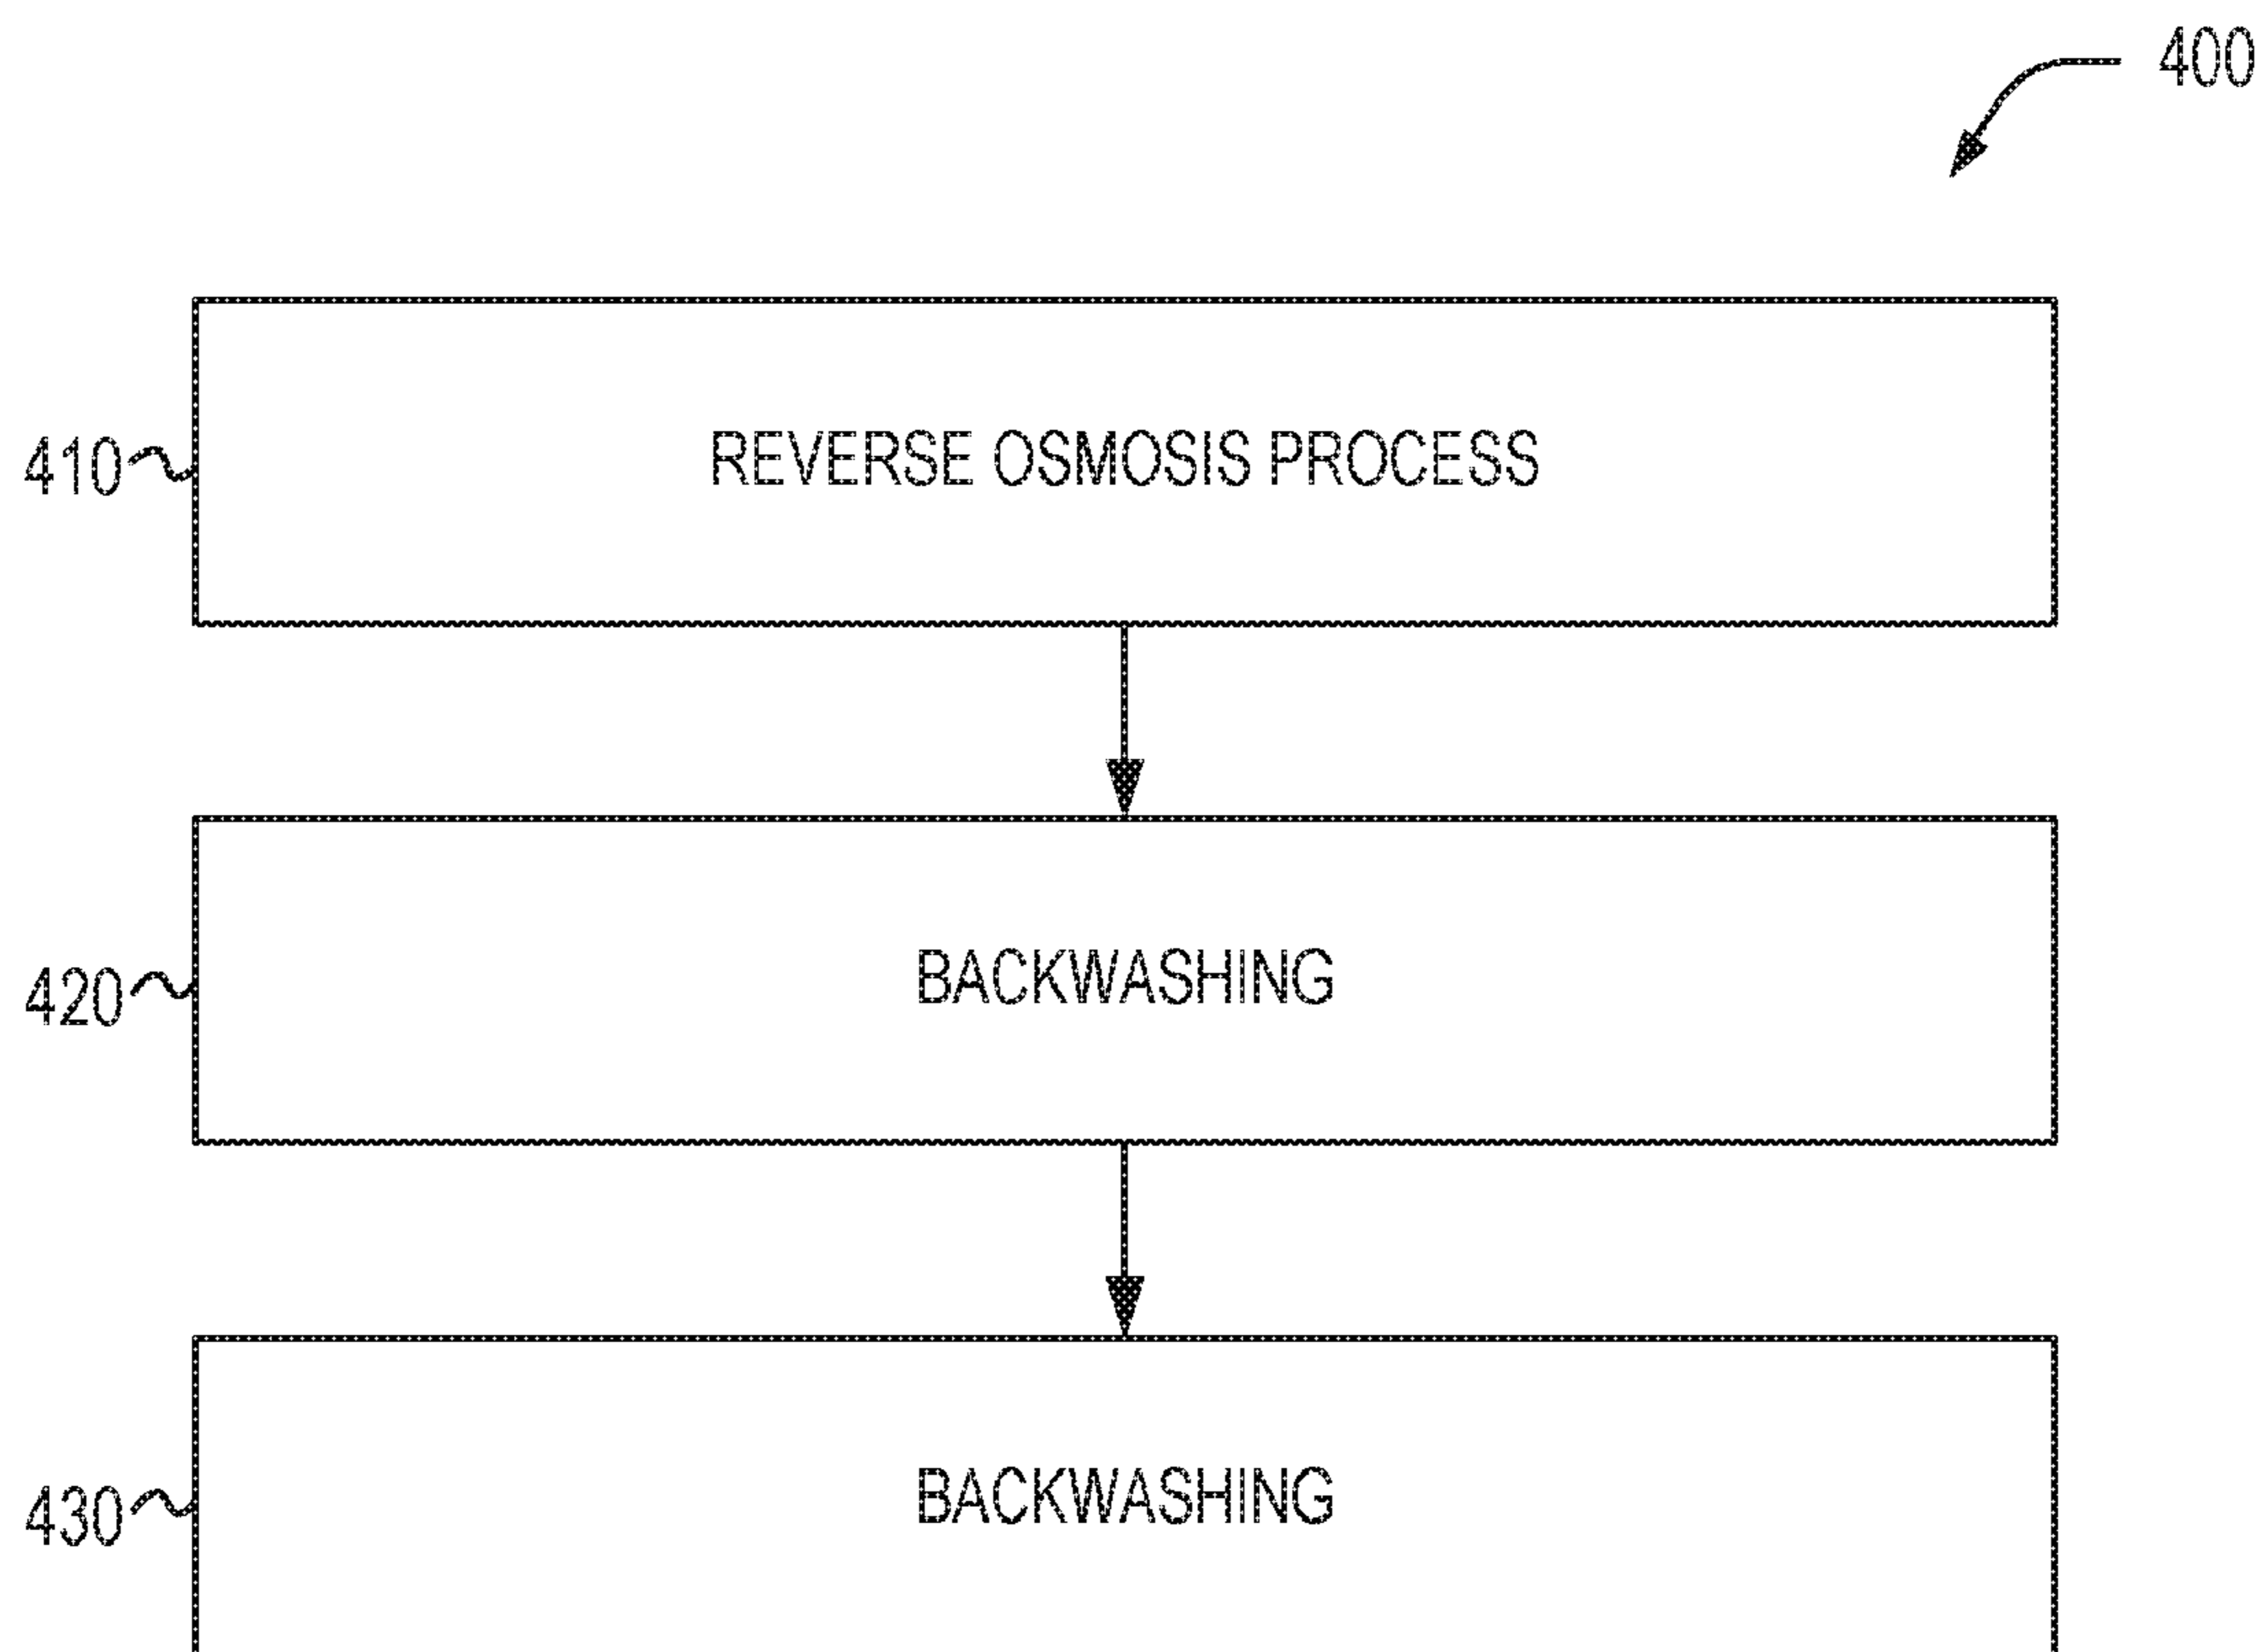 400
410 REVERSE OSMOSIS PROCESS
420 BACKWASHING
430 BACKWASHING